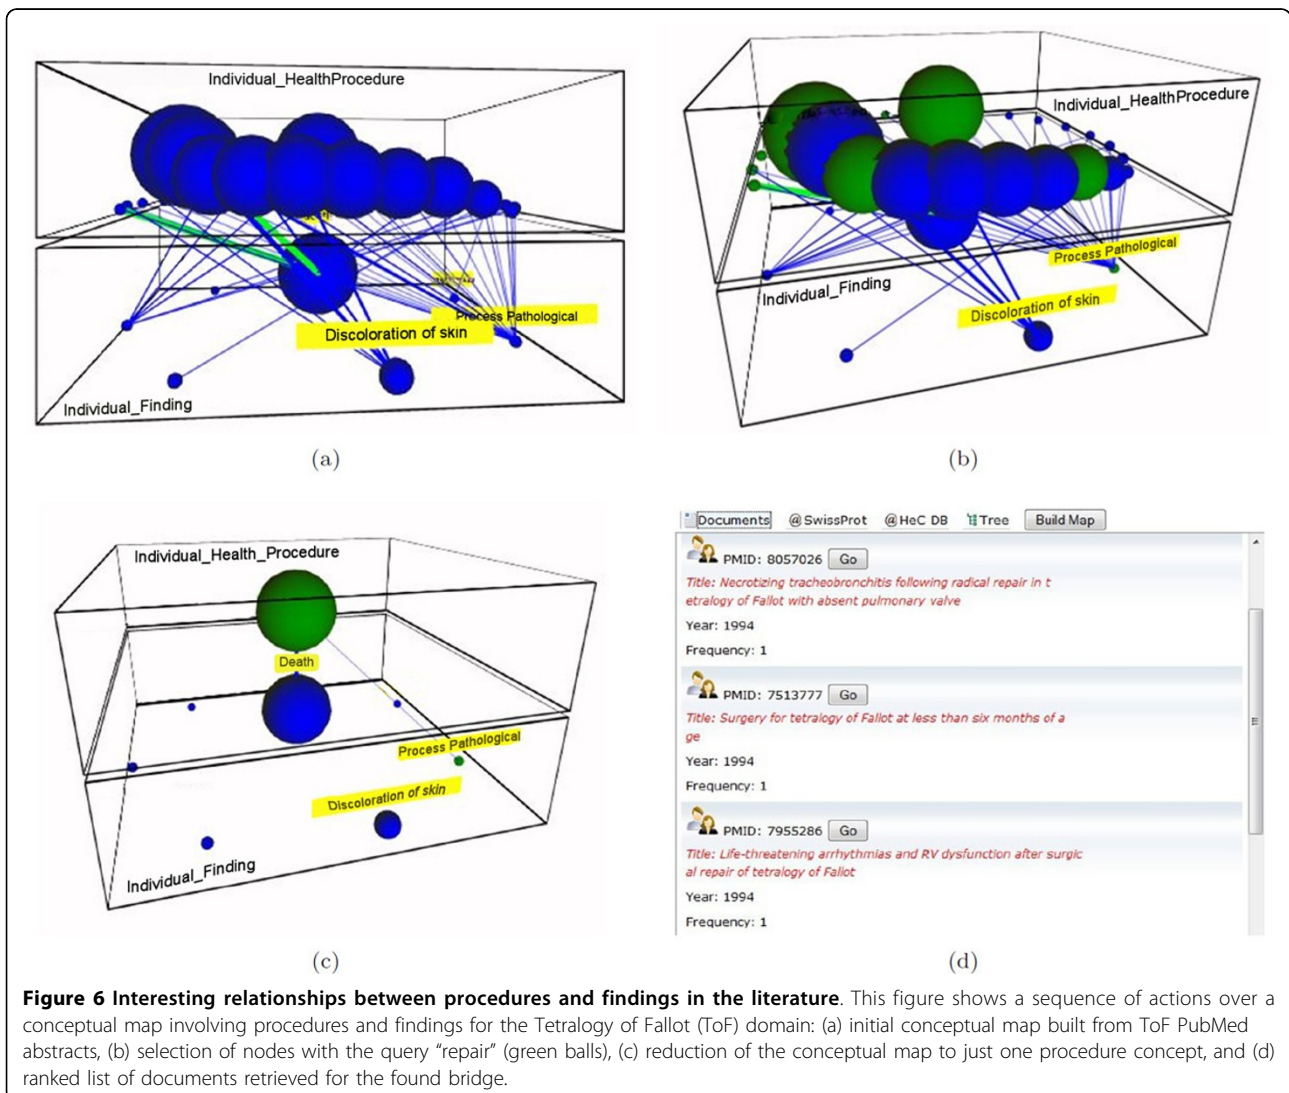 Individual_HealthProcedure
Process Pathological
Discoloration of skin
Individual_Finding
(a)
Individual_HealthProcedure
Process Pathological
Individual_Finding
Discoloration of skin
(b)
Individual_Health_Procedure
Death
Process Pathological
Discoloration of skin
Individual_Finding
(c)
Documents @SwissProt @HeC DB Tree Build Map
PMID: 8057026 Go
Title: Necrotizing tracheobronchitis following radical repair in t
etralogy of Fallot with absent pulmonary valve
Year: 1994
Frequency: 1
PMID: 7513777 Go
Title: Surgery for tetralogy of Fallot at less than six months of a
ge
Year: 1994
Frequency: 1
PMID: 7955286 Go
Title: Life-threatening arrhythmias and RV dysfunction after surgic
al repair of tetralogy of Fallot
Year: 1994
Frequency: 1
(d)
Figure 6 Interesting relationships between procedures and findings in the literature. This figure shows a sequence of actions over a
conceptual map involving procedures and findings for the Tetralogy of Fallot (ToF) domain: (a) initial conceptual map built from ToF PubMed
abstracts, (b) selection of nodes with the query “repair” (green balls), (c) reduction of the conceptual map to just one procedure concept, and (d)
ranked list of documents retrieved for the found bridge.